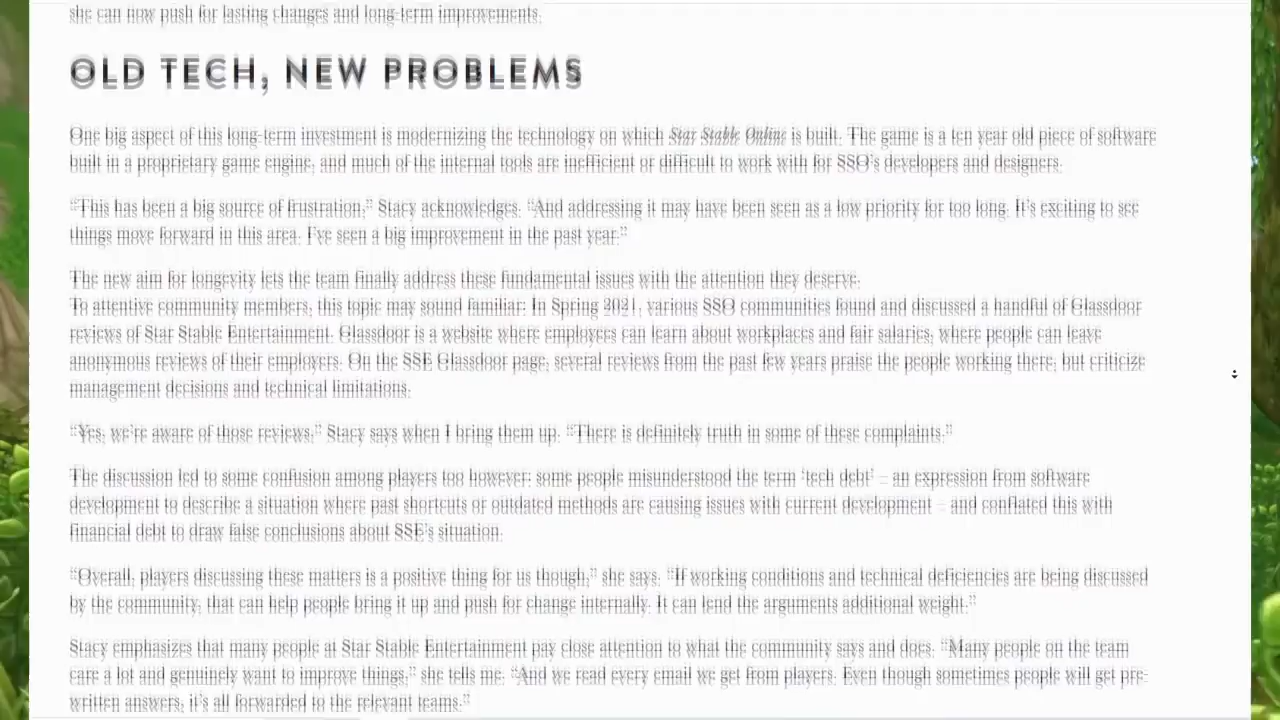 she can now push for lasting changes and long-term improvements.
OLD TECH, NEW PROBLEMS
One big aspect of this long-term investment is modernizing the technology on which Star Stable Online is built. The game is a ten year old piece of software
built in a proprietary game engine, and much of the internal tools are inefficient or difficult to work with for SSO's developers and designers.
“This has been a big source of frustration,” Stacy acknowledges. “And addressing it may have been seen as a low priority for too long. It's exciting to see
things move forward in this area. I've seen a big improvement in the past year.”
The new aim for longevity lets the team finally address these fundamental issues with the attention they deserve.
To attentive community members, this topic may sound familiar: In Spring 2021, various SSO communities found and discussed a handful of Glassdoor
reviews of Star Stable Entertainment. Glassdoor is a website where employees can learn about workplaces and fair salaries, where people can leave
anonymous reviews of their employers. On the SSE Glassdoor page, several reviews from the past few years praise the people working there, but criticize
management decisions and technical limitations.
“Yes, we're aware of those reviews,” Stacy says when I bring them up. “There is definitely truth in some of these complaints.”
The discussion led to some confusion among players too however: some people misunderstood the term ‘tech debt’ – an expression from software
development to describe a situation where past shortcuts or outdated methods are causing issues with current development – and conflated this with
financial debt to draw false conclusions about SSE's situation.
“Overall, players discussing these matters is a positive thing for us though,” she says. “If working conditions and technical deficiencies are being discussed
by the community, that can help people bring it up and push for change internally. It can lend the arguments additional weight.”
Stacy emphasizes that many people at Star Stable Entertainment pay close attention to what the community says and does. “Many people on the team
care a lot and genuinely want to improve things,” she tells me. “And we read every email we get from players. Even though sometimes people will get pre-
written answers, it's all forwarded to the relevant teams.”